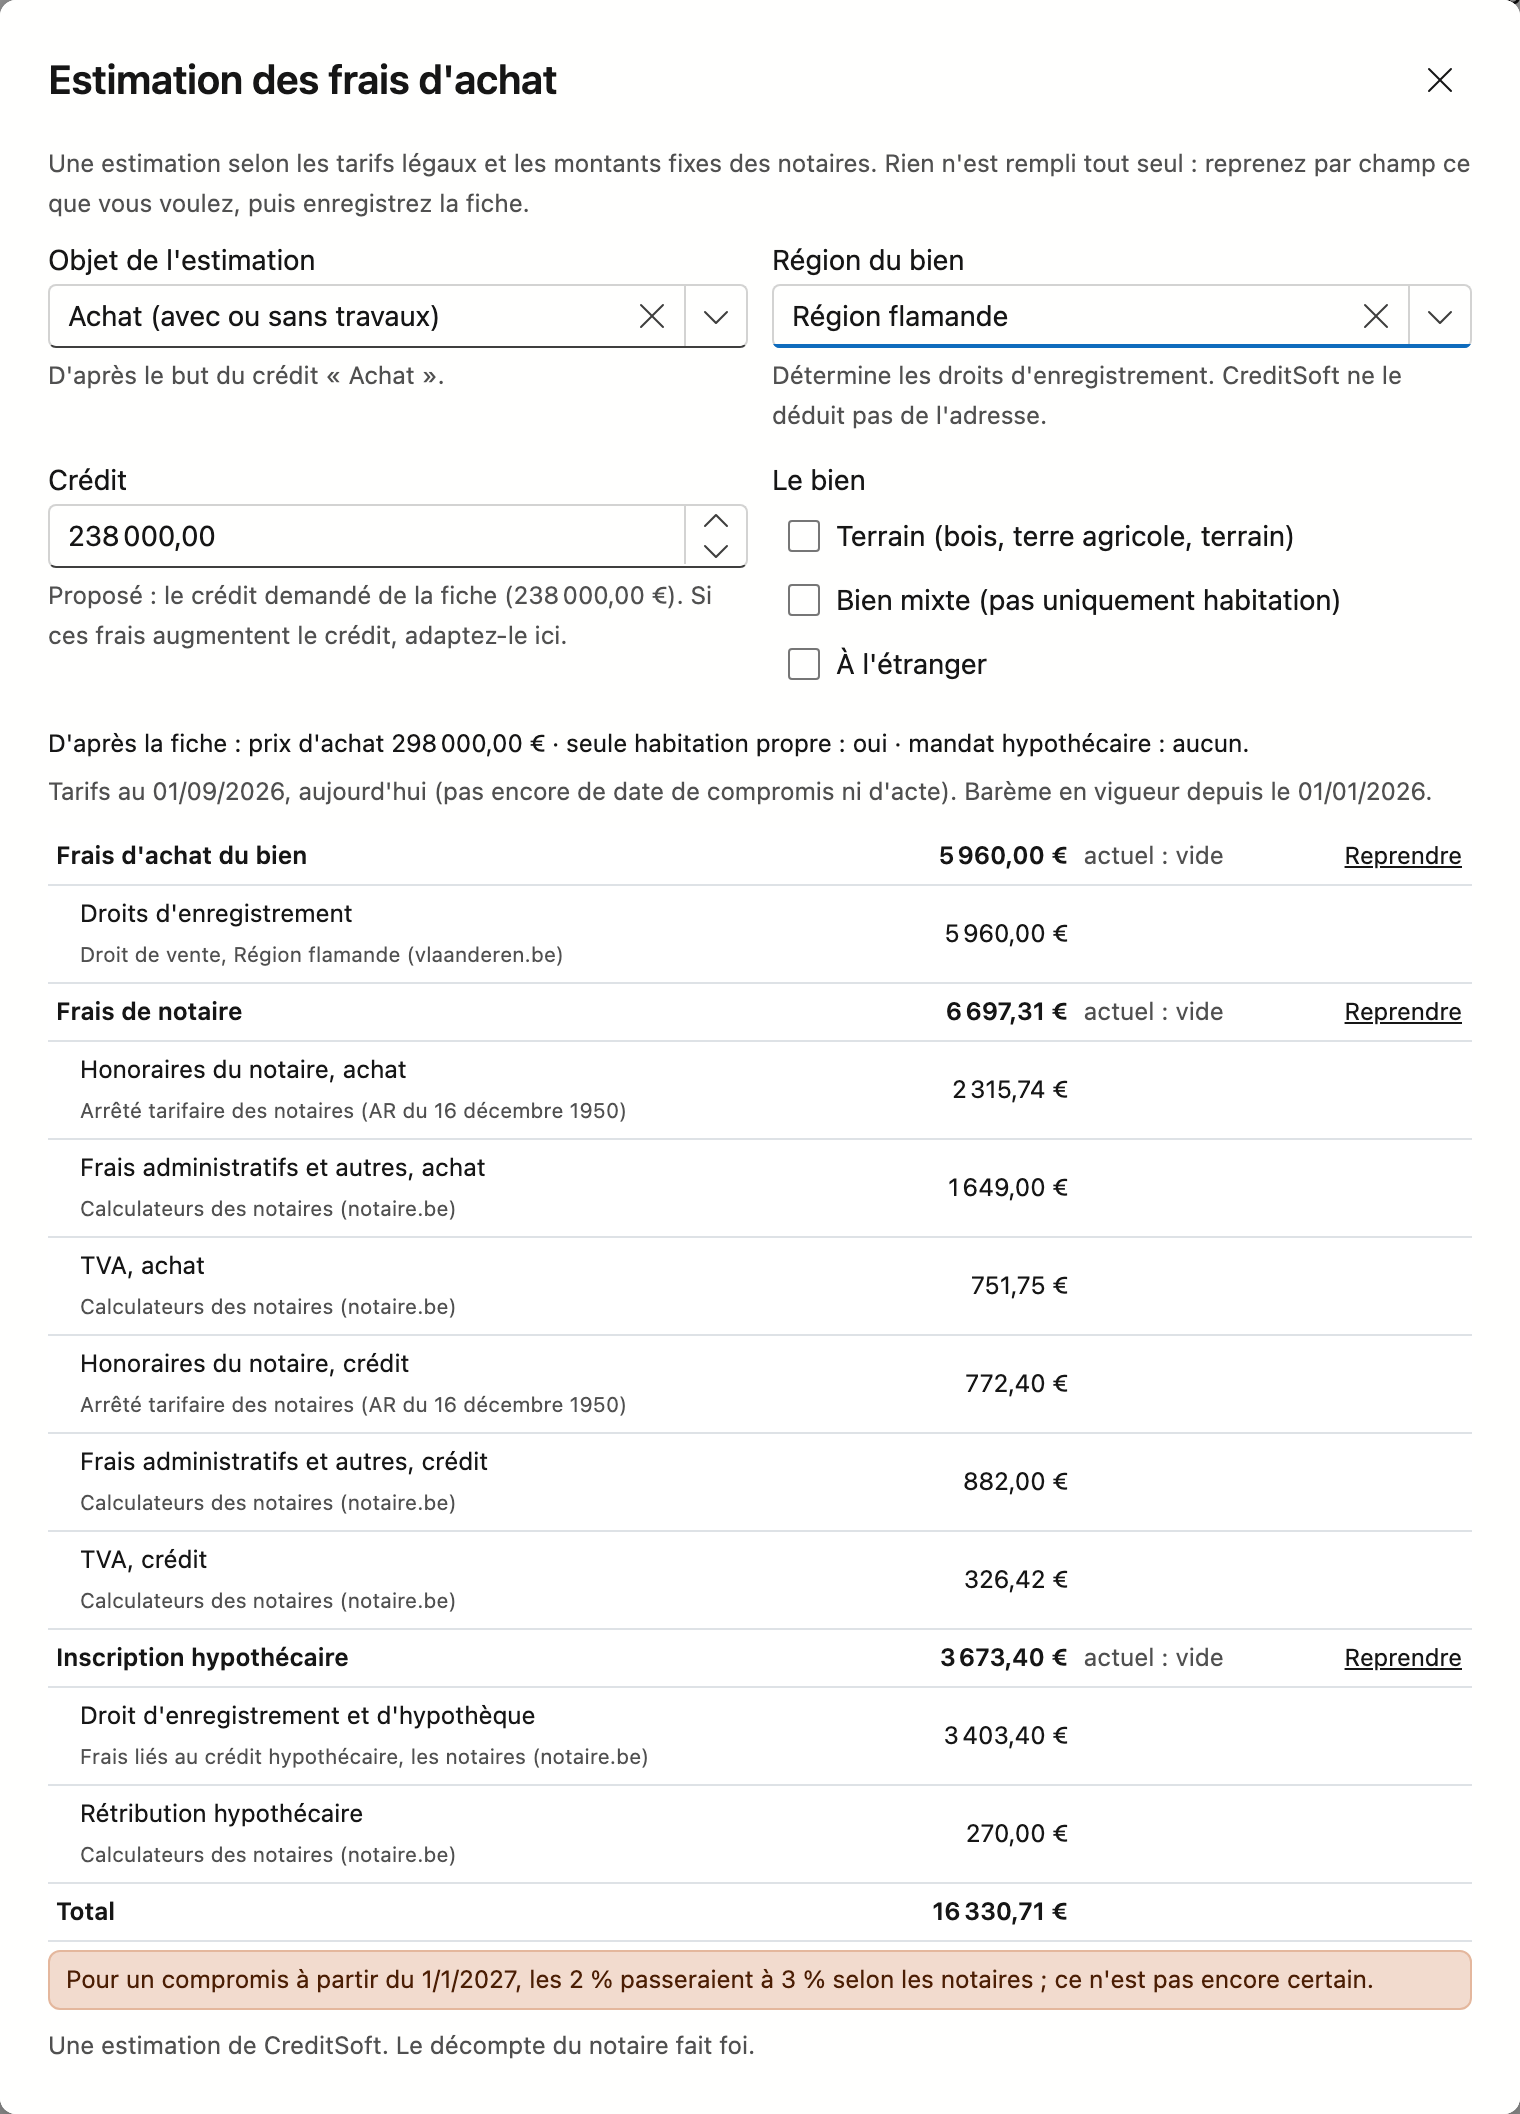 Estimation des frais d'achat
Une estimation selon les tarifs légaux et les montants fixes des notaires. Rien n'est rempli tout seul : reprenez par champ ce
que vous voulez, puis enregistrez la fiche.
Objet de l'estimation
Achat (avec ou sans travaux)
D'après le but du crédit « Achat ».
Région du bien
Région flamande
Détermine les droits d'enregistrement. CreditSoft ne le
déduit pas de l'adresse.
Crédit
238 000,00
Proposé : le crédit demandé de la fiche (238 000,00 €). Si
ces frais augmentent le crédit, adaptez-le ici.
Le bien
Terrain (bois, terre agricole, terrain)
Bien mixte (pas uniquement habitation)
À l'étranger
D'après la fiche : prix d'achat 298 000,00 € · seule habitation propre : oui · mandat hypothécaire : aucun.
Tarifs au 01/09/2026, aujourd'hui (pas encore de date de compromis ni d'acte). Barème en vigueur depuis le 01/01/2026.
Frais d'achat du bien 5 960,00 € actuel : vide Reprendre
Droits d'enregistrement 5 960,00 €
Droit de vente, Région flamande (vlaanderen.be)
Frais de notaire 6 697,31 € actuel : vide Reprendre
Honoraires du notaire, achat 2 315,74 €
Arrêté tarifaire des notaires (AR du 16 décembre 1950)
Frais administratifs et autres, achat 1 649,00 €
Calculateurs des notaires (notaire.be)
TVA, achat 751,75 €
Calculateurs des notaires (notaire.be)
Honoraires du notaire, crédit 772,40 €
Arrêté tarifaire des notaires (AR du 16 décembre 1950)
Frais administratifs et autres, crédit 882,00 €
Calculateurs des notaires (notaire.be)
TVA, crédit 326,42 €
Calculateurs des notaires (notaire.be)
Inscription hypothécaire 3 673,40 € actuel : vide Reprendre
Droit d'enregistrement et d'hypothèque 3 403,40 €
Frais liés au crédit hypothécaire, les notaires (notaire.be)
Rétribution hypothécaire 270,00 €
Calculateurs des notaires (notaire.be)
Total 16 330,71 €
Pour un compromis à partir du 1/1/2027, les 2 % passeraient à 3 % selon les notaires ; ce n'est pas encore certain.
Une estimation de CreditSoft. Le décompte du notaire fait foi.